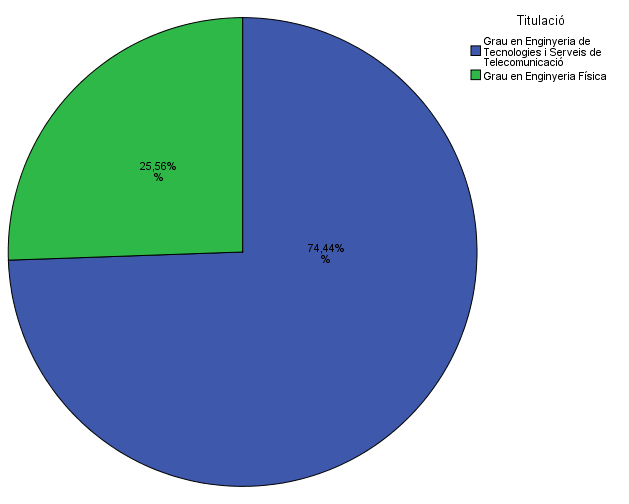 Titulació
Grau en Enginyeria de
Tecnologies i Serveis de
Telecomunicació
Grau en Enginyeria Física
25,56%
%
74,44%
%